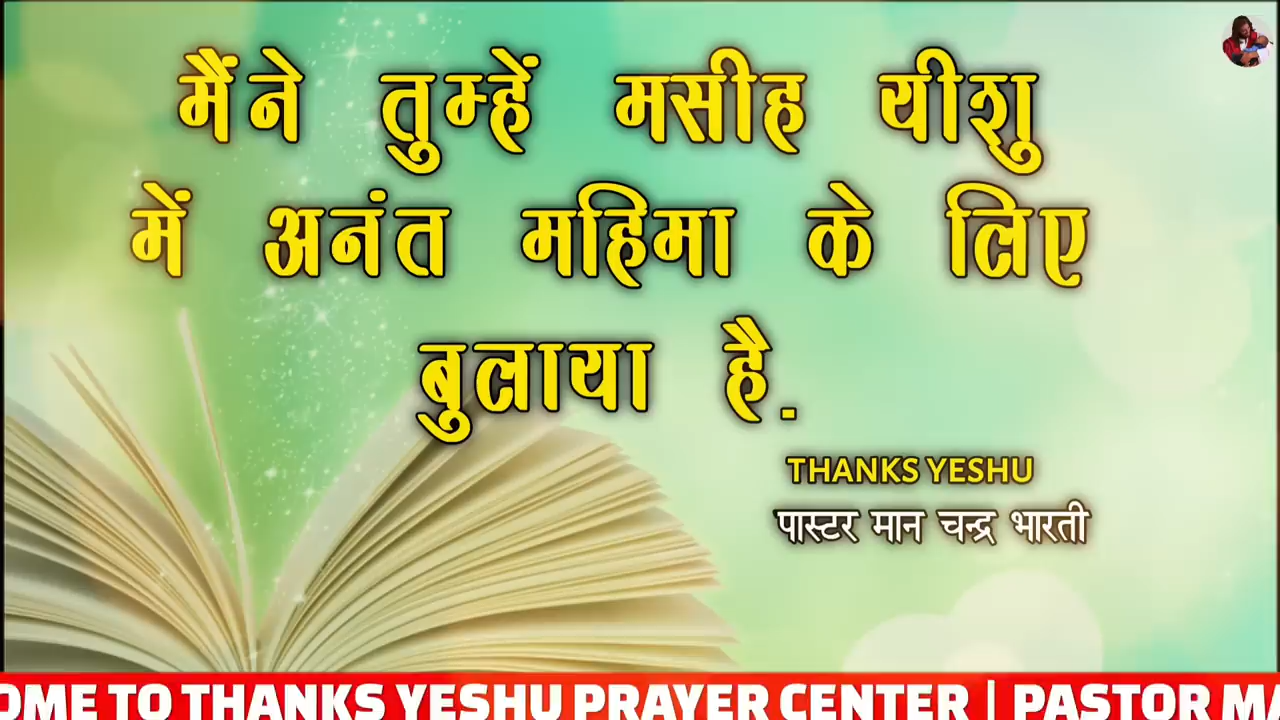 मैंने तुम्हें मसीह यीशु
में अनंत महिमा के लिए
बुलाया है.
THANKS YESHU
पास्टर मान चन्द्र भारती
OME TO THANKS YESHU PRAYER CENTER | PASTOR MA